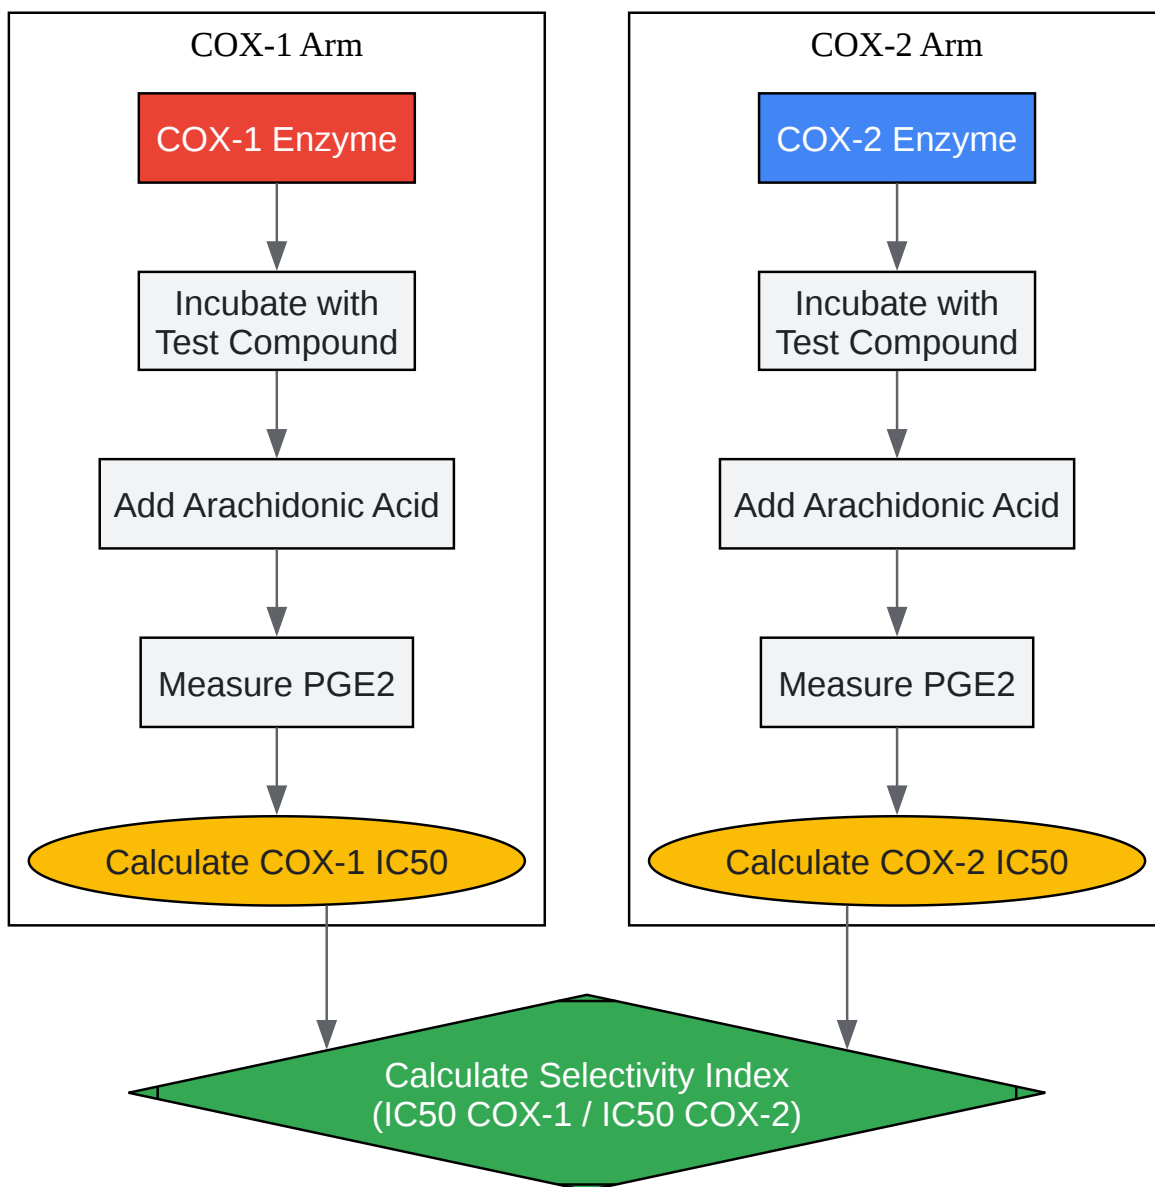 COX-1 Arm
COX-1 Enzyme
Incubate with
Test Compound
Add Arachidonic Acid
Measure PGE2
Calculate COX-1 IC50
COX-2 Arm
COX-2 Enzyme
Incubate with
Test Compound
Add Arachidonic Acid
Measure PGE2
Calculate COX-2 IC50
Calculate Selectivity Index
(IC50 COX-1 / IC50 COX-2)